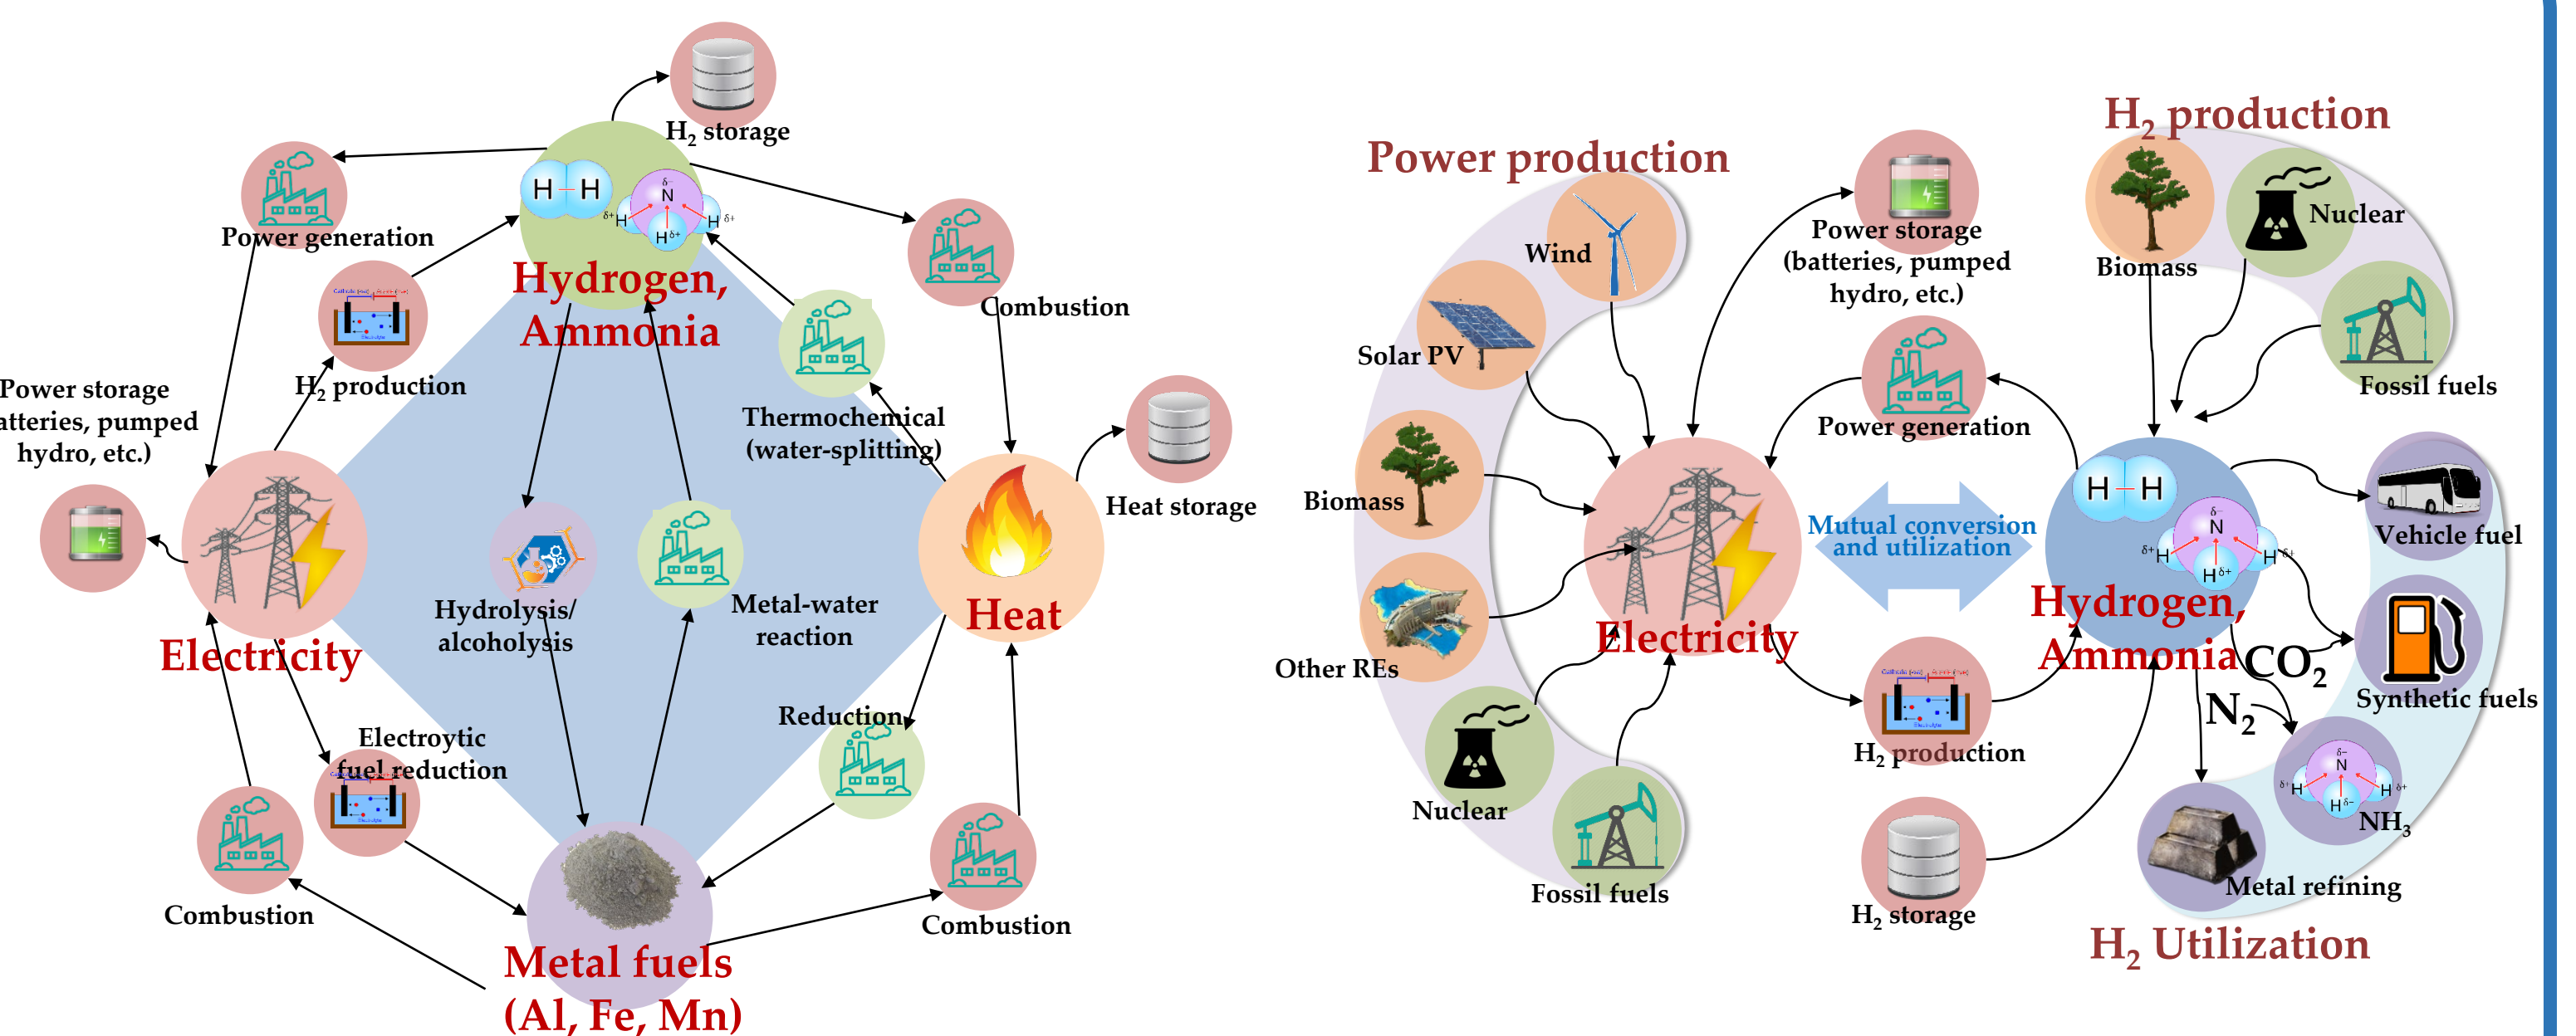 H2 storage
H H
δ−
N
δ+ H H δ+
H δ+
Power generation
Hydrogen,
Ammonia
Combustion
H2 production
Power storage
atteries, pumped
hydro, etc.)
Thermochemical
(water-splitting)
Heat storage
Electricity
Hydrolysis/
alcoholysis
Metal-water
reaction
Heat
Electroytic
fuel reduction
Reduction
Combustion
Combustion
Metal fuels
(Al, Fe, Mn)
Power production
Wind
Solar PV
Biomass
Other REs
Nuclear
Fossil fuels
Electricity
Power storage
(batteries, pumped
hydro, etc.)
Power generation
Mutual conversion
and utilization
H2 production
H2 storage
H2 production
Biomass
Nuclear
Fossil fuels
H H
δ−
N
δ+ H H δ+
H δ+
Hydrogen,
Ammonia
CO2
N2
Vehicle fuel
Synthetic fuels
δ−
N
δ+ H H δ+
H δ−
NH3
Metal refining
H2 Utilization